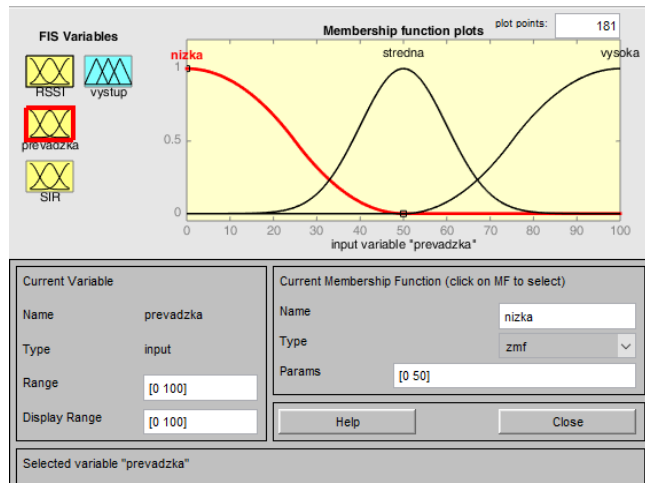 FIS Variables
RSSI
vystup
prevadzka
SIR
Membership function plots
plot points:
181
nizka
stredna
vysoka
1
0.5
0
0 10 20 30 40 50 60 70 80 90 100
input variable "prevadzka"
Current Variable
Name prevadzka
Type input
Range [0 100]
Display Range [0 100]
Current Membership Function (click on MF to select)
Name nizka
Type zmf
Params [0 50]
Help
Close
Selected variable "prevadzka"